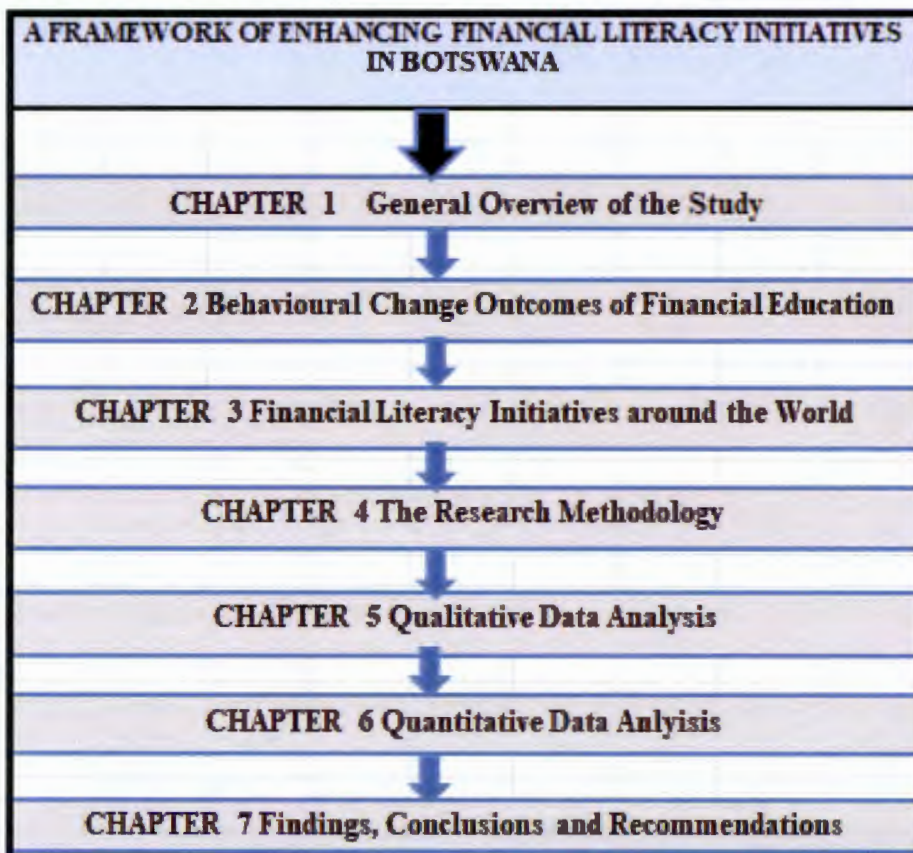 A FRAMEWORK OF ENHANCING FINANCIAL LITERACY INITIATIVES
IN BOTSWANA
CHAPTER 1 General Overview of the Study
CHAPTER 2 Behavioural Change Outcomes of Financial Education
CHAPTER 3 Financial Literacy Initiatives around the World
CHAPTER 4 The Research Methodology
CHAPTER 5 Qualitative Data Analysis
CHAPTER 6 Quantitative Data Anlyisis
CHAPTER 7 Findings, Conclusions and Recommendations